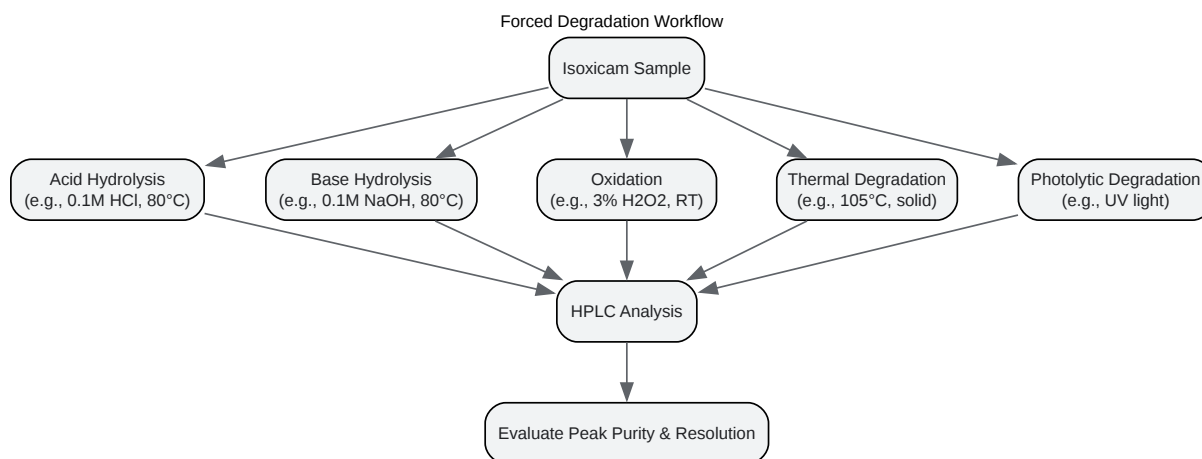 Forced Degradation Workflow
Isoxicam Sample
Acid Hydrolysis
(e.g., 0.1M HCl, 80°C)
Base Hydrolysis
(e.g., 0.1M NaOH, 80°C)
Oxidation
(e.g., 3% H2O2, RT)
Thermal Degradation
(e.g., 105°C, solid)
Photolytic Degradation
(e.g., UV light)
HPLC Analysis
Evaluate Peak Purity & Resolution